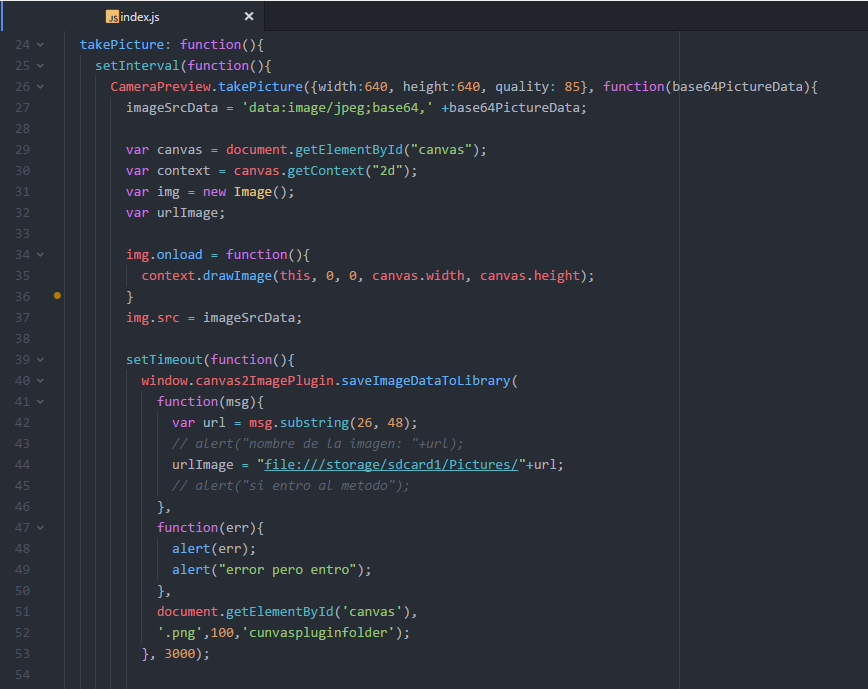 JS index.js ×
24 takePicture: function(){
25 setInterval(function(){
26 CameraPreview.takePicture({width:640, height:640, quality: 85}, function(base64PictureData){
27 imageSrcData = 'data:image/jpeg;base64,' +base64PictureData;
28
29 var canvas = document.getElementById("canvas");
30 var context = canvas.getContext("2d");
31 var img = new Image();
32 var urlImage;
33
34 img.onload = function(){
35 context.drawImage(this, 0, 0, canvas.width, canvas.height);
36 }
37 img.src = imageSrcData;
38
39 setTimeout(function(){
40 window.canvas2ImagePlugin.saveImageDataToLibrary(
41 function(msg){
42 var url = msg.substring(26, 48);
43 // alert("nombre de la imagen: "+url);
44 urlImage = "file:///storage/sdcard1/Pictures/"+url;
45 // alert("si entro al metodo");
46 },
47 function(err){
48 alert(err);
49 alert("error pero entro");
50 },
51 document.getElementById('canvas'),
52 '.png',100,'cunvaspluginfolder');
53 }, 3000);
54